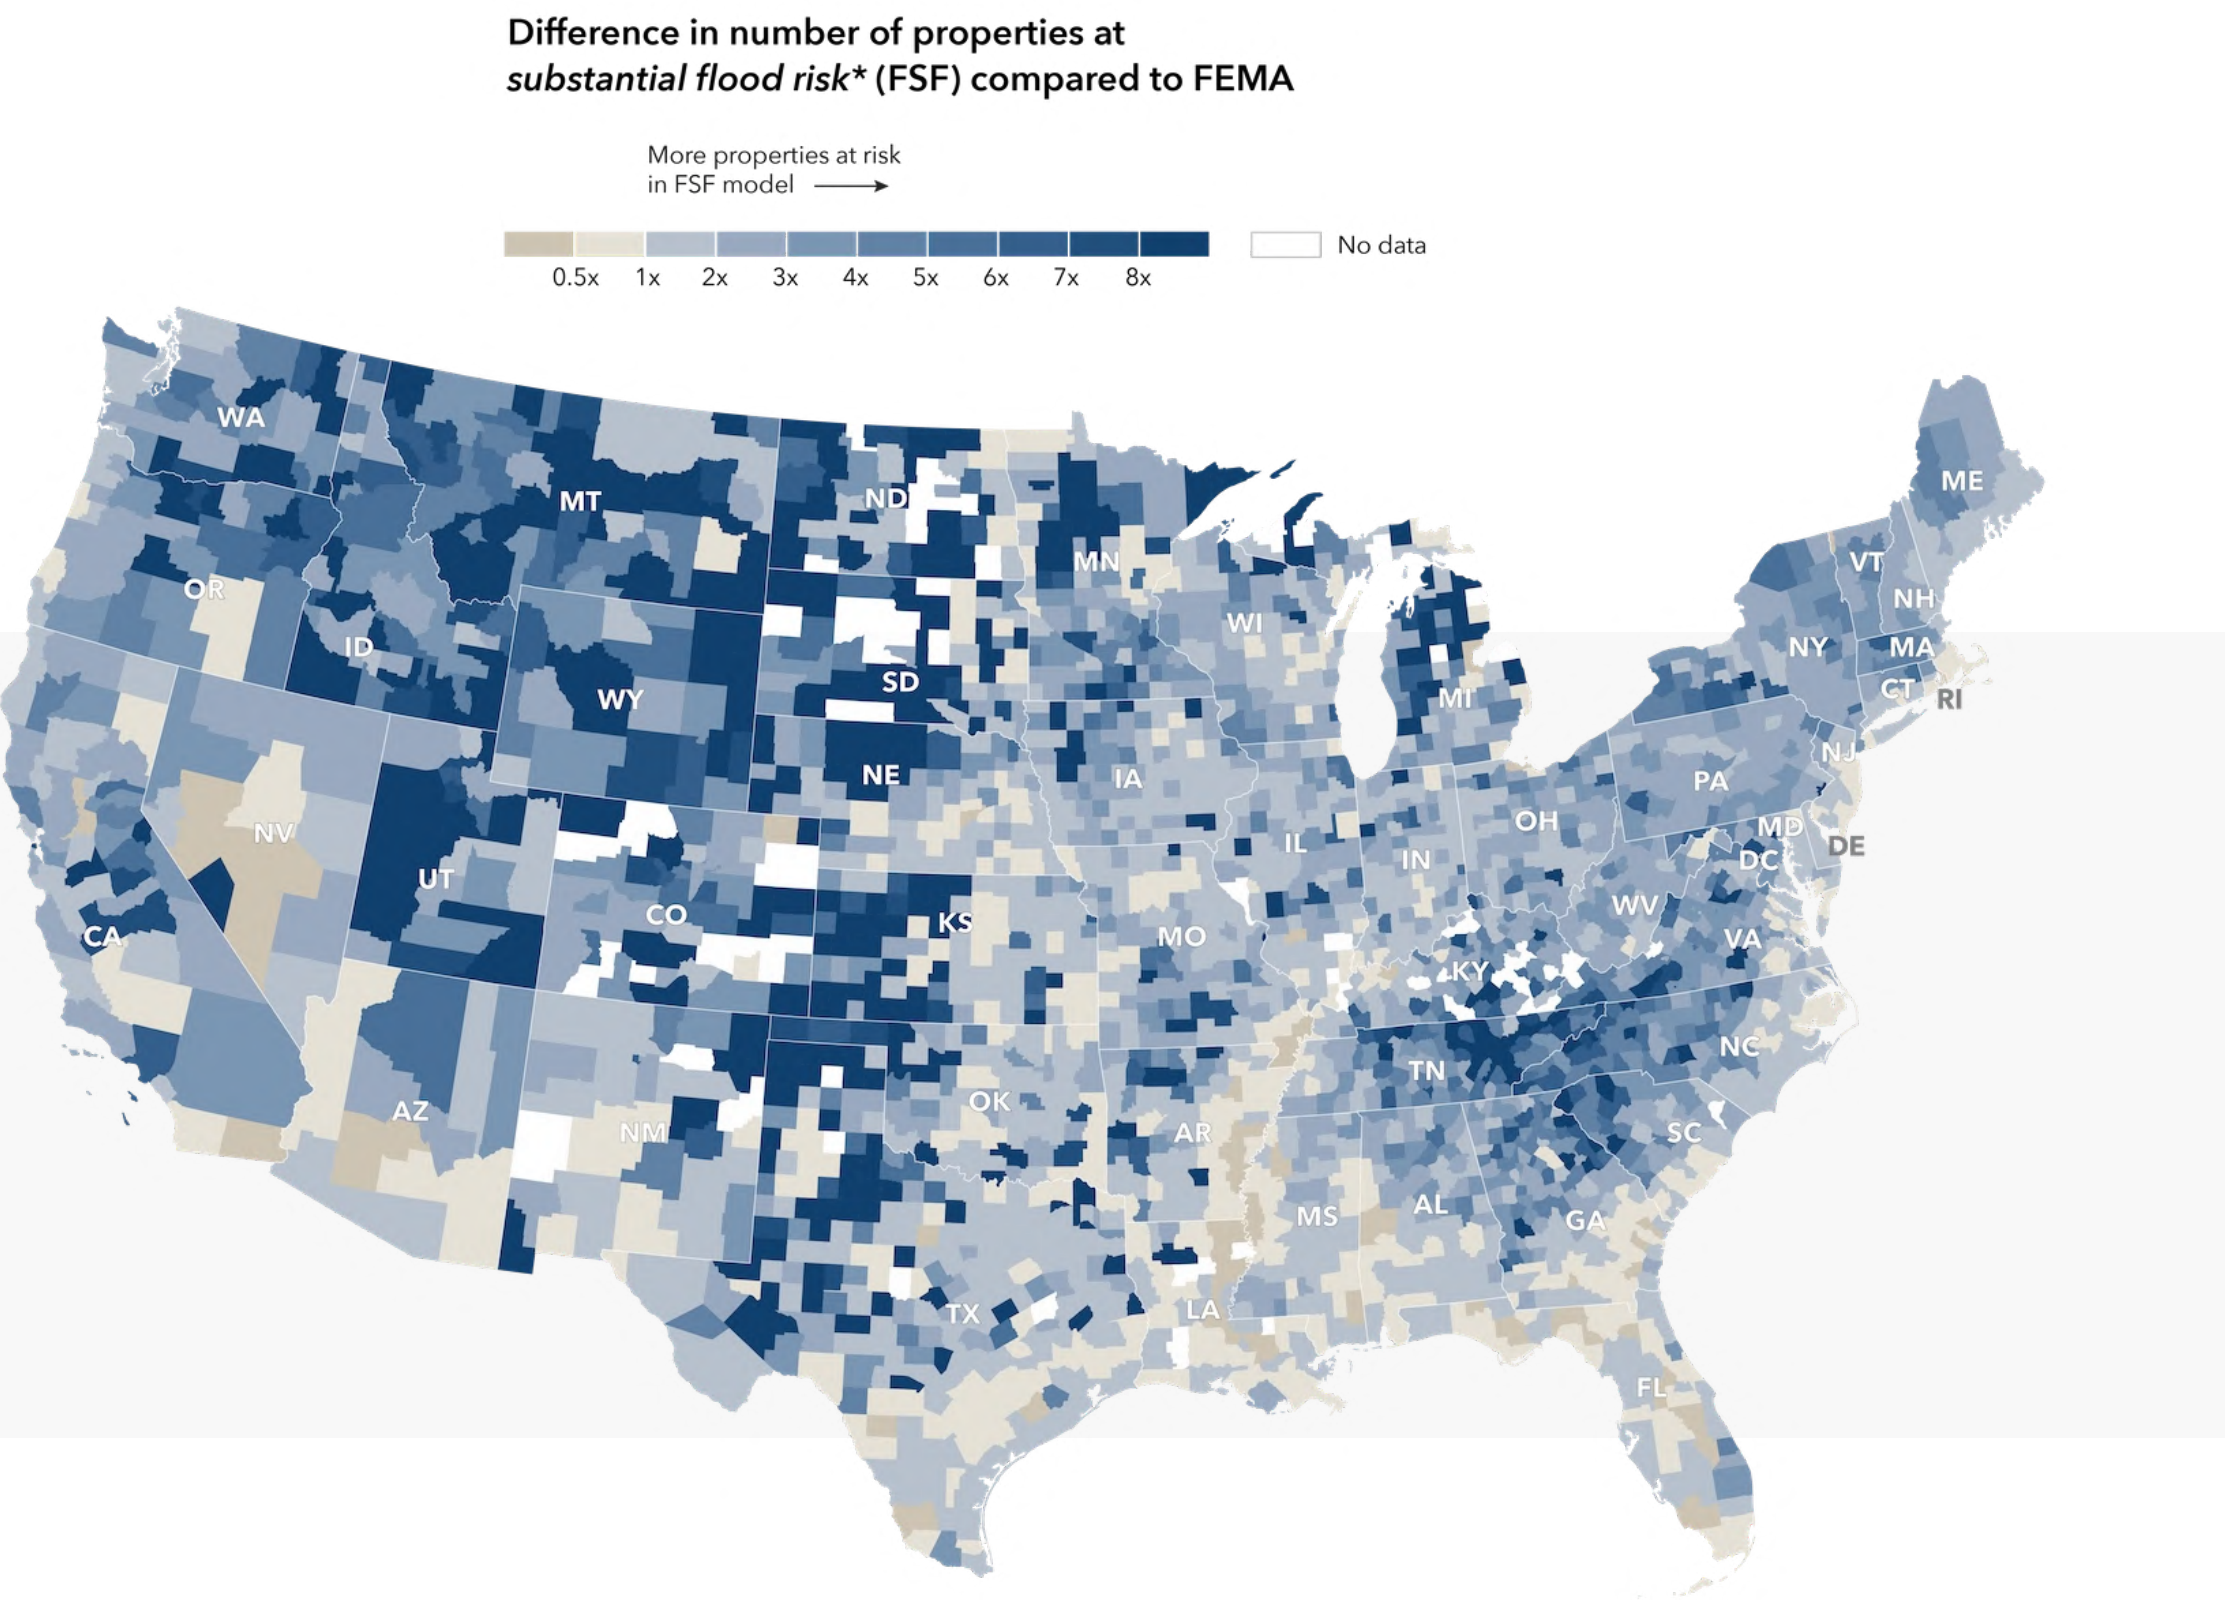 Difference in number of properties at
substantial flood risk* (FSF) compared to FEMA
More properties at risk
in FSF model
0.5x 1x 2x 3x 4x 5x 6x 7x 8x
No data
WA
MT
ND
MN
ME
OR
ID
WY
SD
WI
MI
NY
VT
NH
MA
CT
RI
NV
UT
CO
NE
KS
IA
MO
IL
IN
OH
PA
NJ
MD
DE
DC
CA
KY
WV
VA
AZ
NM
OK
AR
TN
NC
SC
TX
LA
MS
AL
GA
FL